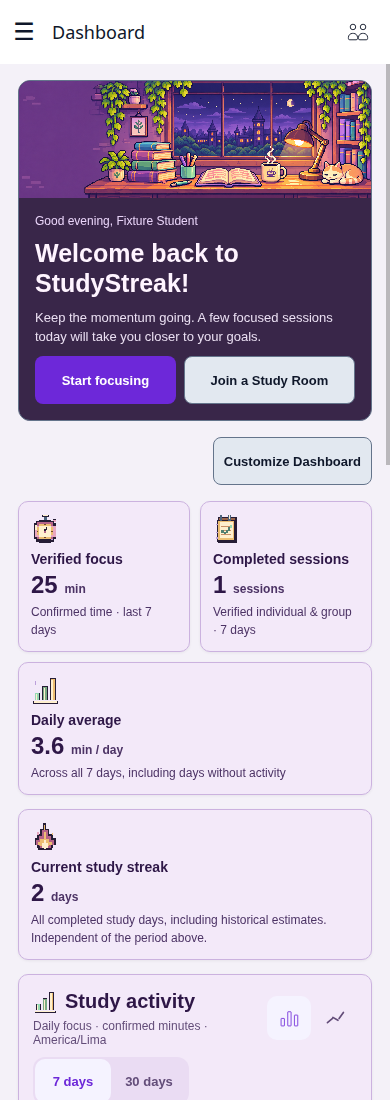 ☰ Dashboard
Good evening, Fixture Student
Welcome back to
StudyStreak!
Keep the momentum going. A few focused sessions
today will take you closer to your goals.
Start focusing
Join a Study Room
Customize Dashboard
Verified focus
25 min
Confirmed time · last 7
days
Completed sessions
1 sessions
Verified individual & group
· 7 days
Daily average
3.6 min / day
Across all 7 days, including days without activity
Current study streak
2 days
All completed study days, including historical estimates.
Independent of the period above.
Study activity
Daily focus · confirmed minutes ·
America/Lima
7 days
30 days